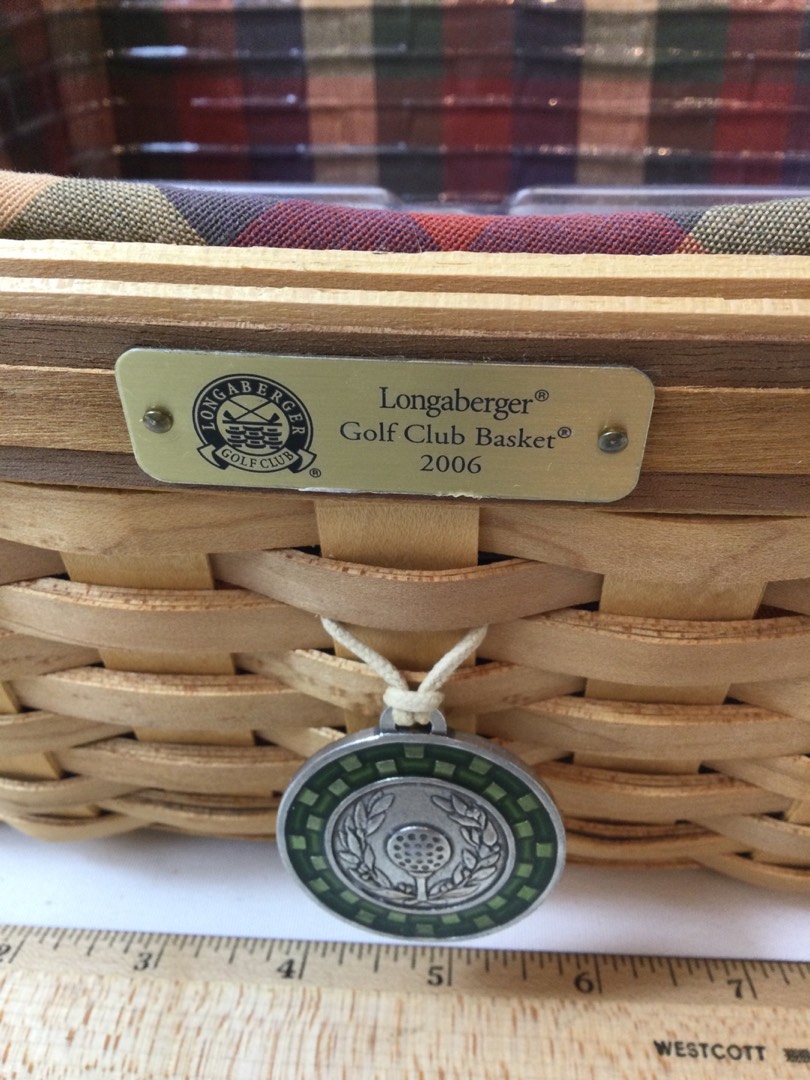 LONGABERGER
GOLF CLUB®
Longaberger®
Golf Club Basket®
2006
2 3 4 5 6 7
WESTCOTT